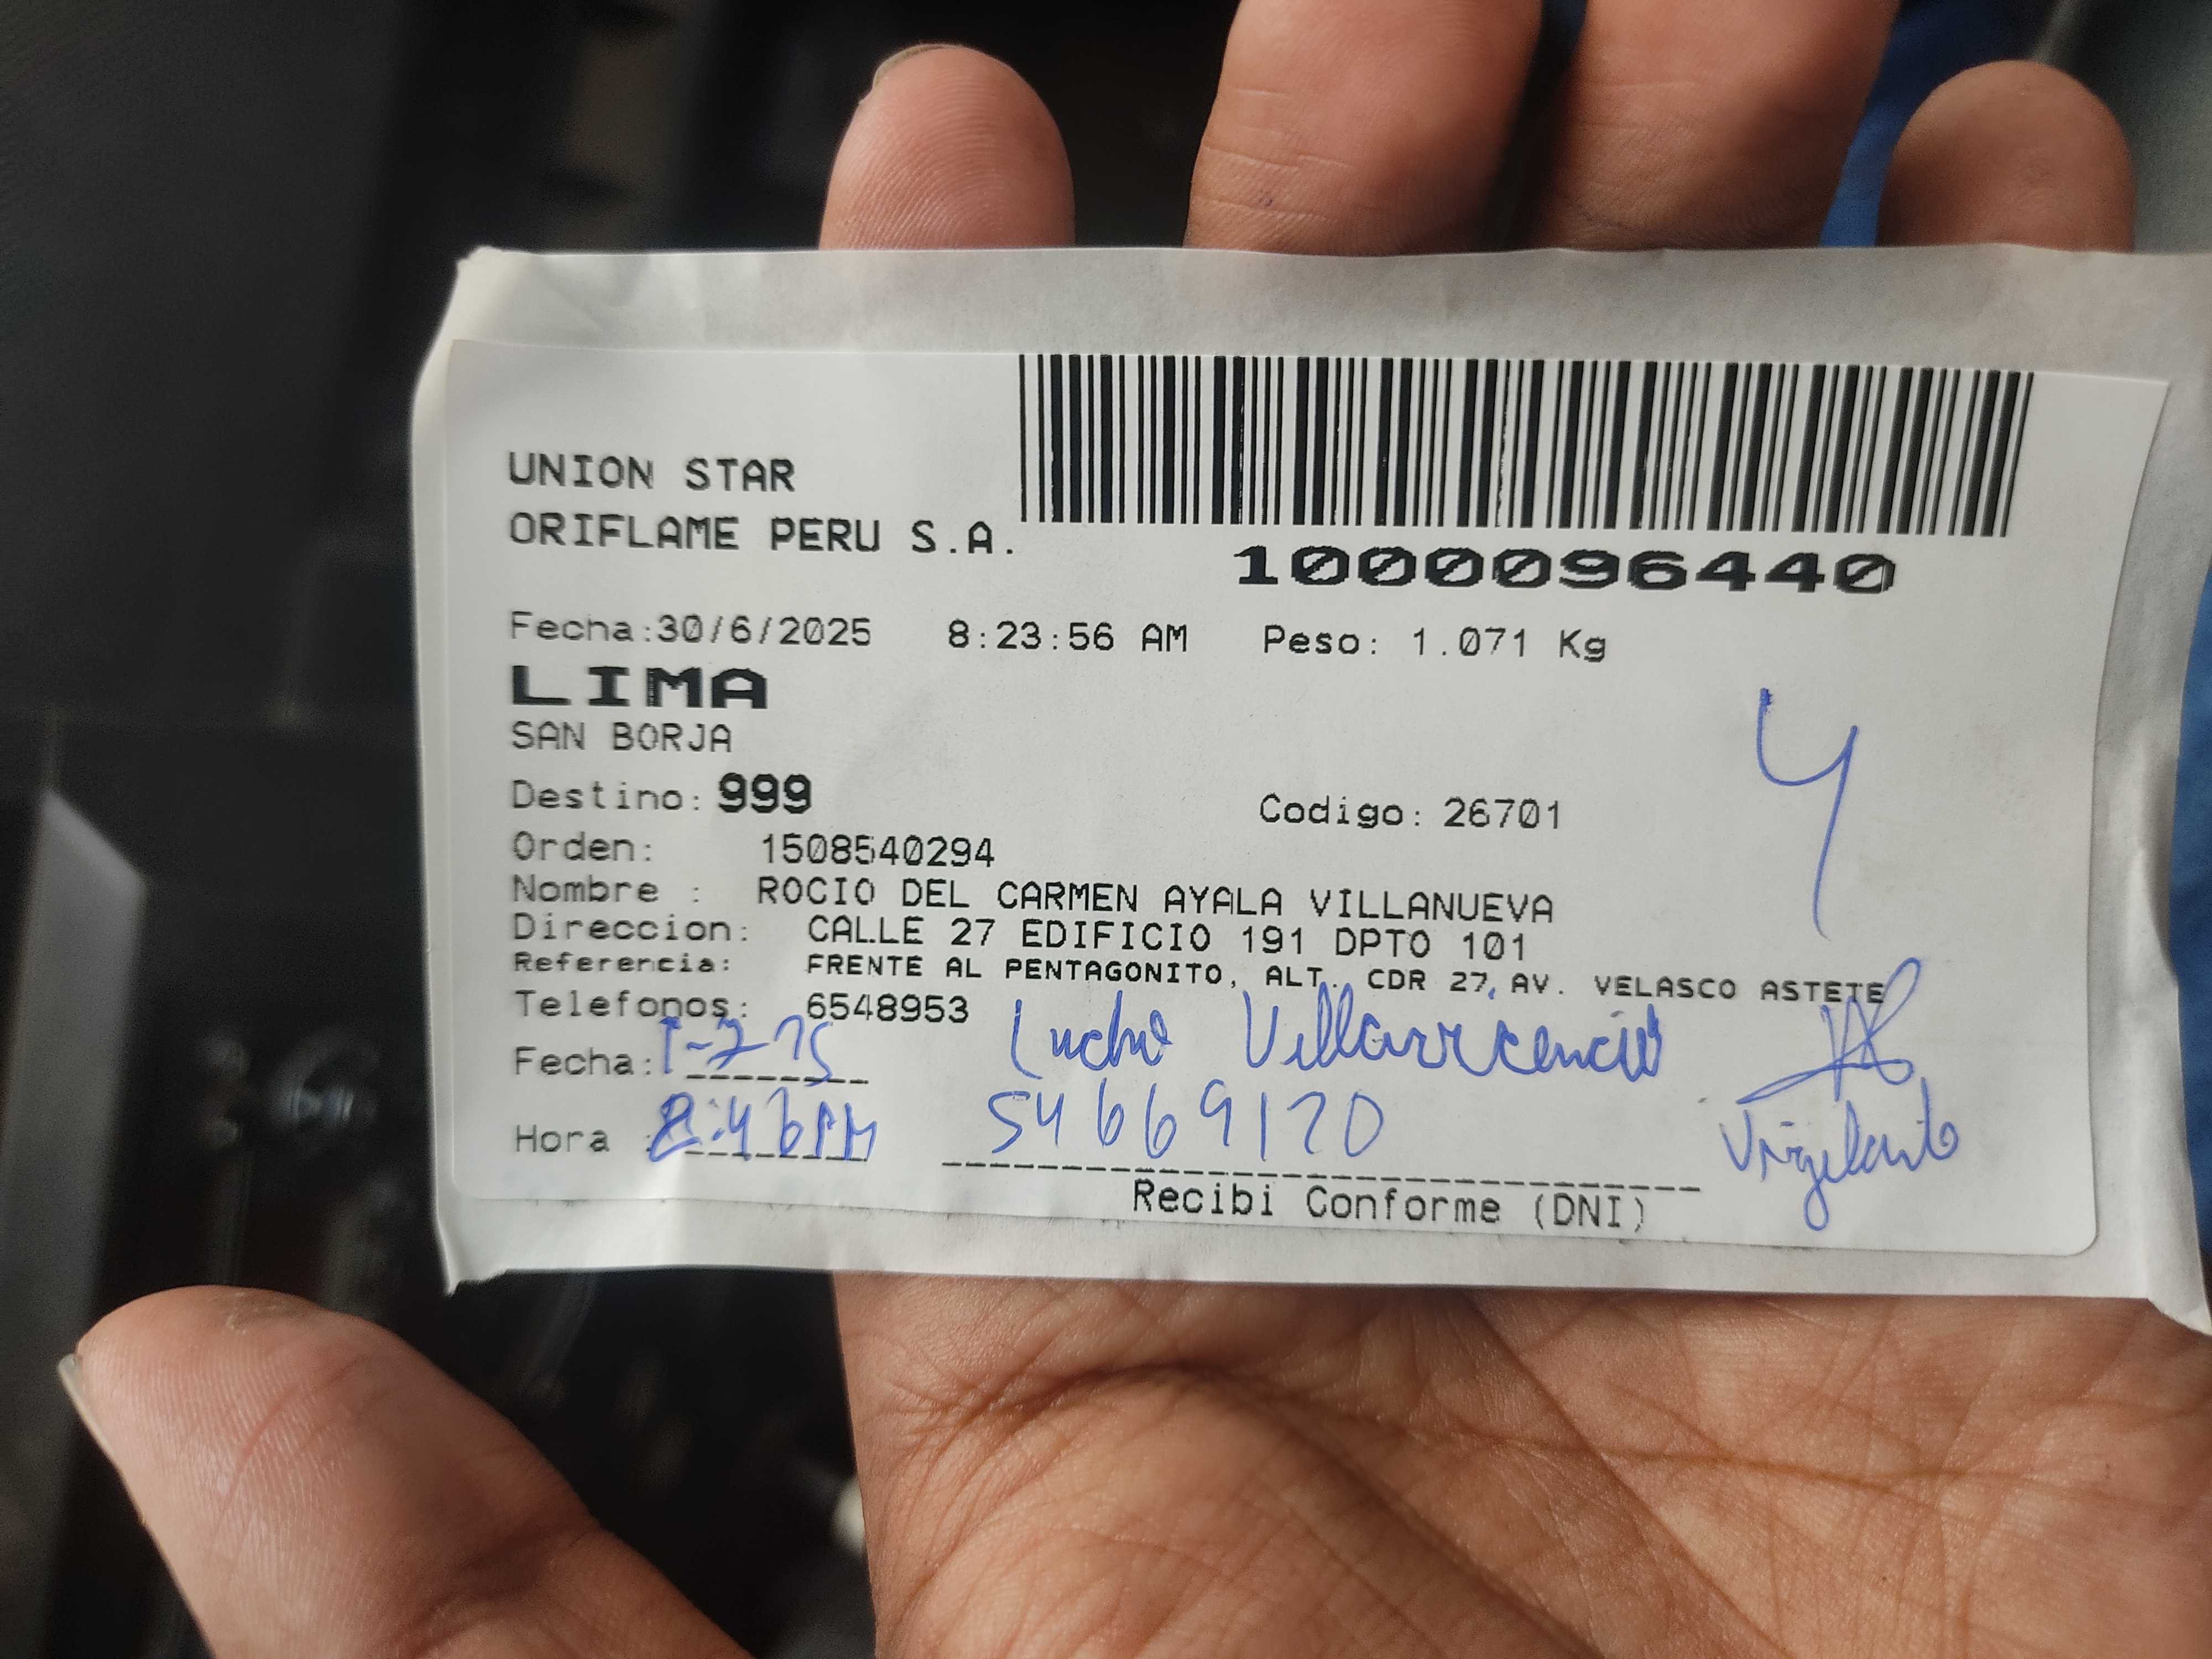 UNION STAR
ORIFLAME PERU S.A.
1000096440
Fecha:30/6/2025 8:23:56 AM Peso: 1.071 Kg
LIMA
SAN BORJA
Destino: 999 Codigo: 26701
4
Orden: 1508540294
Nombre : ROCIO DEL CARMEN AYALA VILLANUEVA
Direccion: CALLE 27 EDIFICIO 191 DPTO 101
Referencia: FRENTE AL PENTAGONITO, ALT. CDR 27, AV. VELASCO ASTETE
Telefonos: 6548953
Fecha: 1-7-25 Lucho Villavicencio
Hora : 54669170 Vigilante
Recibi Conforme (DNI)